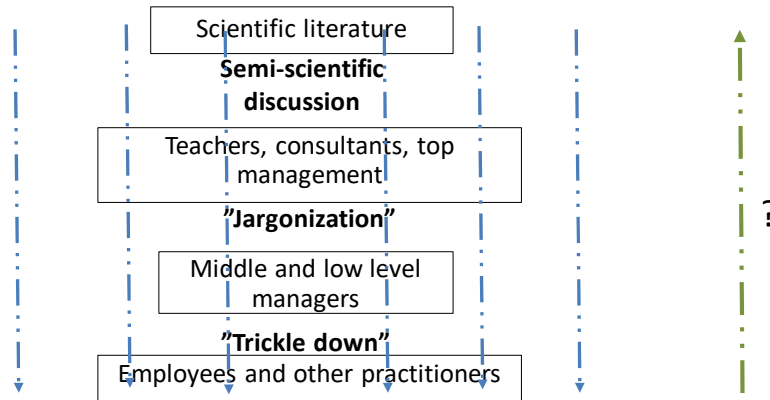 Scientific literature
Semi-scientific
discussion
Teachers, consultants, top
management
”Jargonization”
Middle and low level
managers
”Trickle down”
Employees and other practitioners